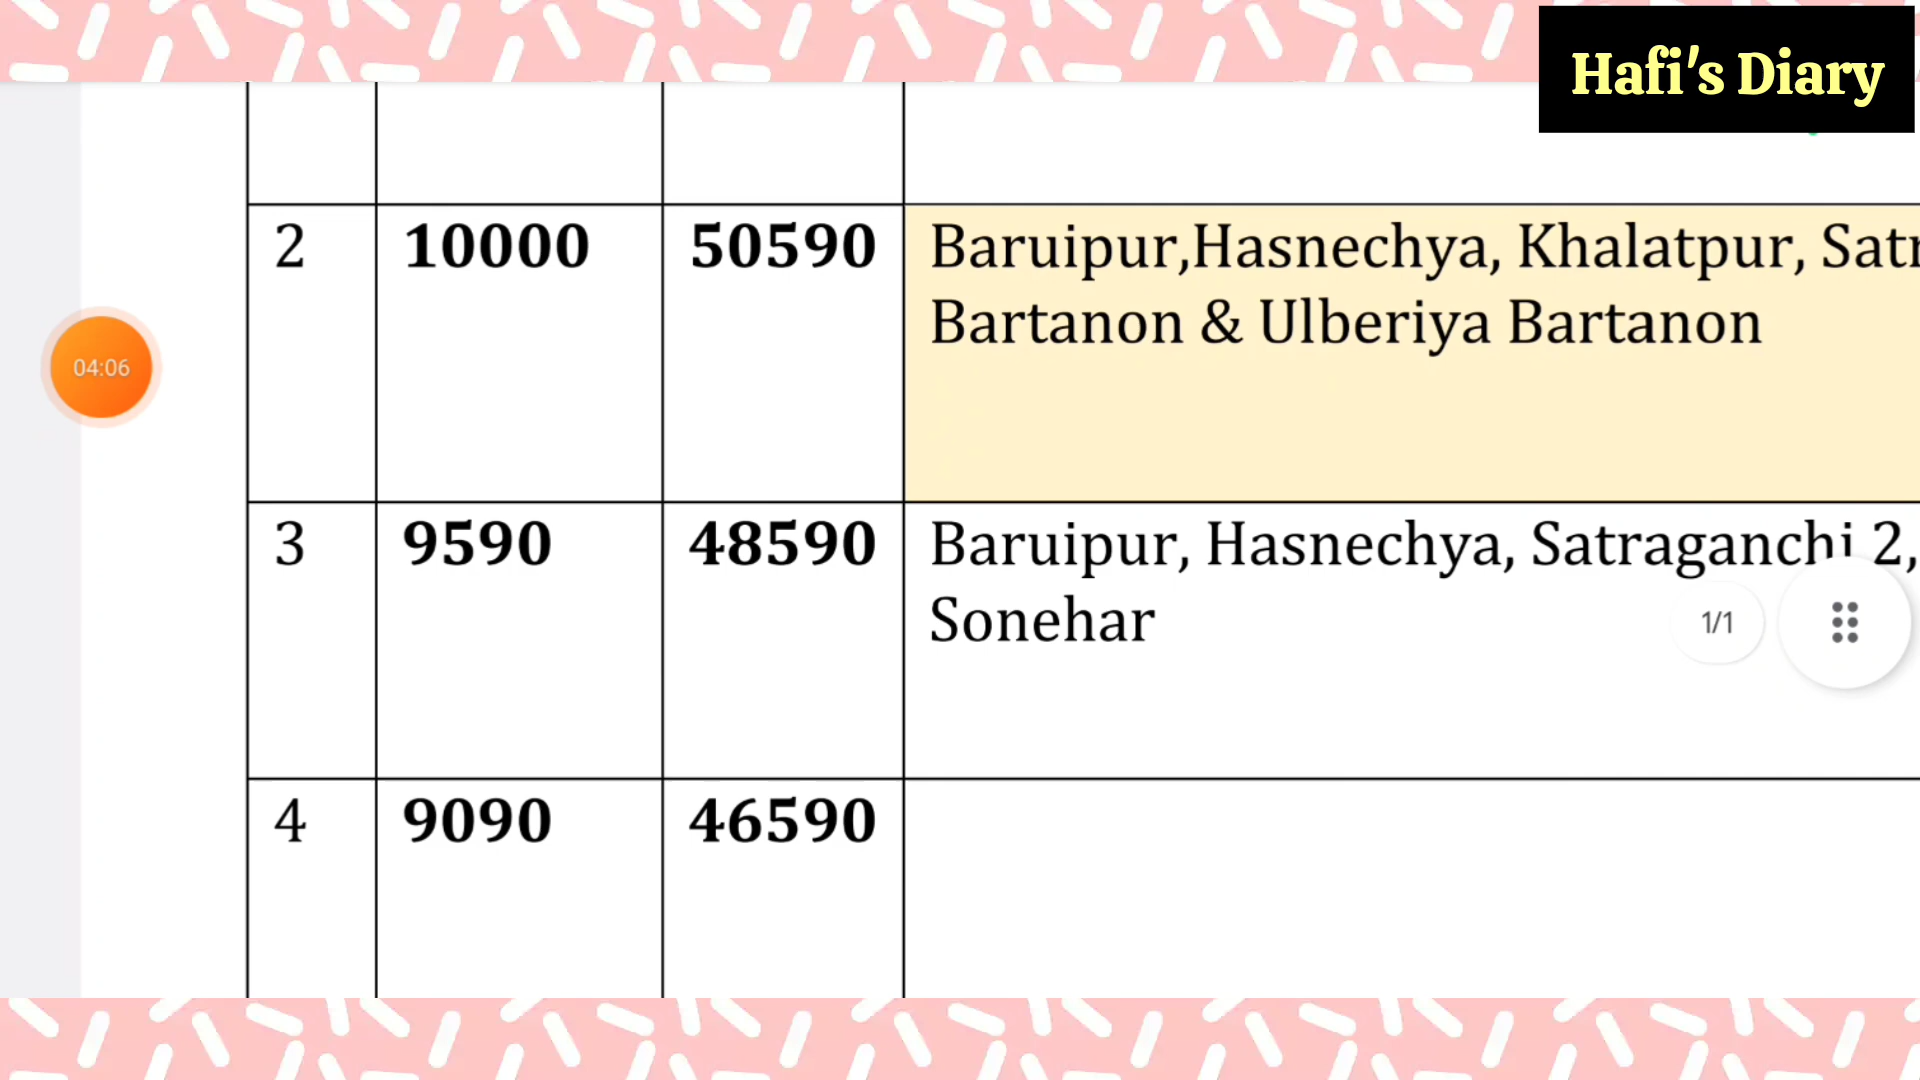 Hafi's Diary
2 10000 50590 Baruipur,Hasnechya, Khalatpur,
Bartanon & Ulberiya Bartanon
04:06
3 9590 48590 Baruipur, Hasnechya, Satraganchi 2,
Sonehar
1/1
4 9090 46590